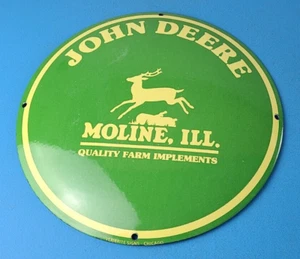 JOHN DEERE
MOLINE, ILL.
QUALITY FARM IMPLEMENTS